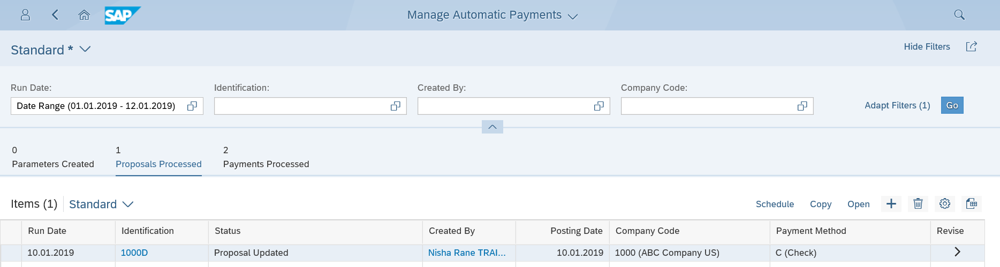 SAP Manage Automatic Payments
Standard * Hide Filters
Run Date: Identification: Created By: Company Code:
Date Range (01.01.2019 - 12.01.2019) Adapt Filters (1) Go
0 1 2
Parameters Created Proposals Processed Payments Processed
Items (1) Standard Schedule Copy Open
Run Date Identification Status Created By Posting Date Company Code Payment Method Revise
10.01.2019 1000D Proposal Updated Nisha Rane TRAI... 10.01.2019 1000 (ABC Company US) C (Check)